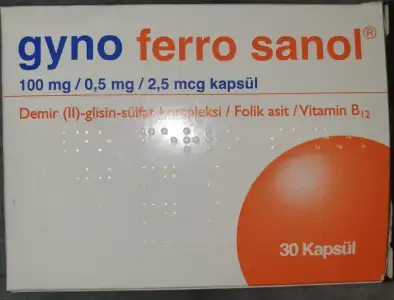 gyno ferro sanol®
100 mg / 0,5 mg / 2,5 mcg kapsül
Demir (II)-glisin-sülfat kompleksi / Folik asit / Vitamin B₁₂
30 Kapsül